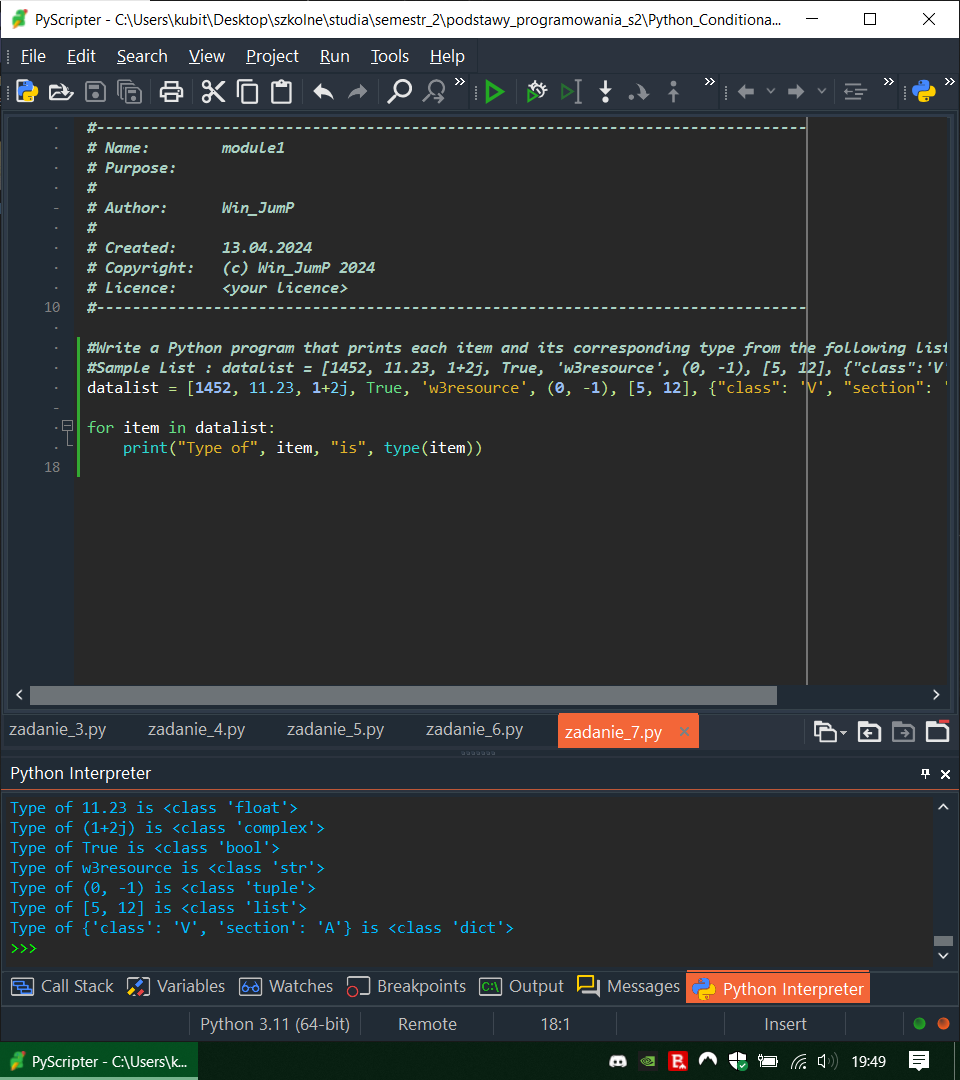 PyScripter - C:\Users\kubit\Desktop\szkolne\studia\semestr_2\podstawy_programowania_s2\Python_Conditiona...
File Edit Search View Project Run Tools Help
#-------------------------------------------------------------------------------
# Name:        module1
# Purpose:
#
# Author:      Win_JumP
#
# Created:     13.04.2024
# Copyright:   (c) Win_JumP 2024
# Licence:     <your licence>
10 #-------------------------------------------------------------------------------
#Write a Python program that prints each item and its corresponding type from the following list
#Sample List : datalist = [1452, 11.23, 1+2j, True, 'w3resource', (0, -1), [5, 12], {"class":'V'
datalist = [1452, 11.23, 1+2j, True, 'w3resource', (0, -1), [5, 12], {"class": 'V', "section": '
for item in datalist:
    print("Type of", item, "is", type(item))
18
zadanie_3.py zadanie_4.py zadanie_5.py zadanie_6.py zadanie_7.py
Python Interpreter
Type of 11.23 is <class 'float'>
Type of (1+2j) is <class 'complex'>
Type of True is <class 'bool'>
Type of w3resource is <class 'str'>
Type of (0, -1) is <class 'tuple'>
Type of [5, 12] is <class 'list'>
Type of {'class': 'V', 'section': 'A'} is <class 'dict'>
>>>
Call Stack Variables Watches Breakpoints Output Messages Python Interpreter
Python 3.11 (64-bit) Remote 18:1 Insert
PyScripter - C:\Users\k... 19:49